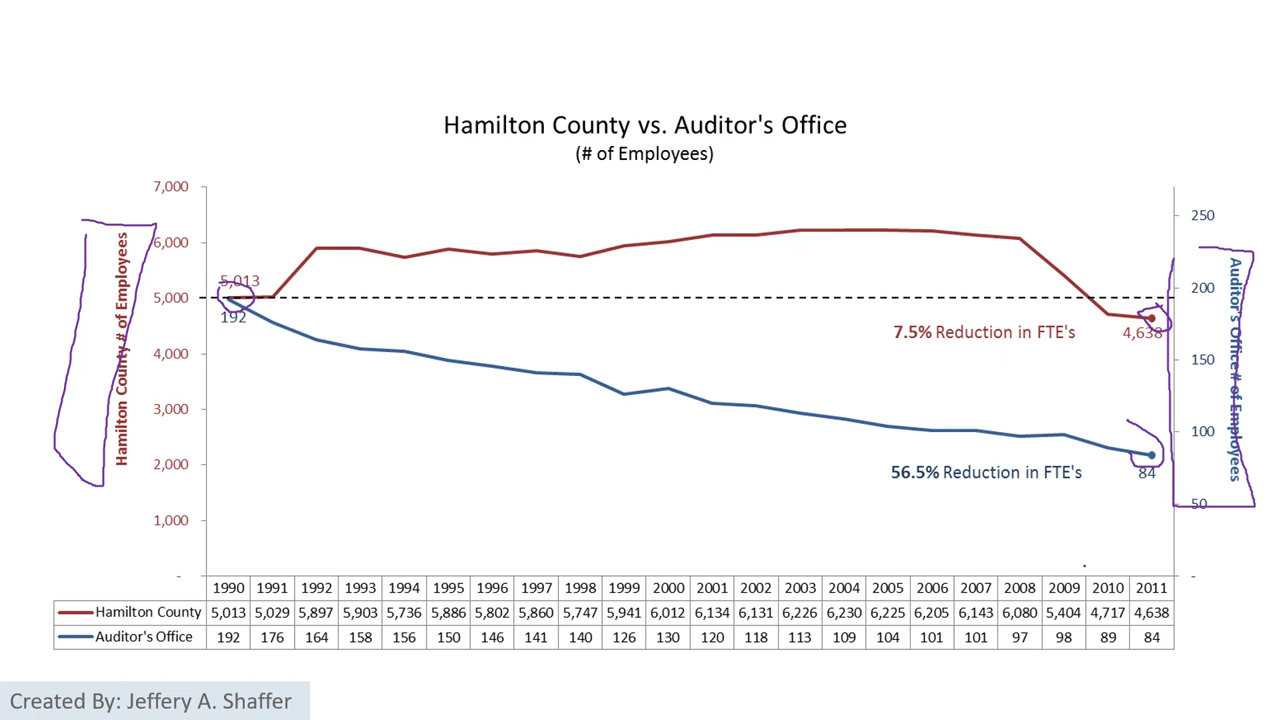 Hamilton County vs. Auditor's Office
(# of Employees)
7,000
6,000
5,000
4,000
3,000
2,000
1,000
-
Hamilton County # of Employees
250
200
150
100
50
-
Auditor's Office # of Employees
5,013
192
7.5% Reduction in FTE's
4,638
56.5% Reduction in FTE's
84
1990 1991 1992 1993 1994 1995 1996 1997 1998 1999 2000 2001 2002 2003 2004 2005 2006 2007 2008 2009 2010 2011
Hamilton County 5,013 5,029 5,897 5,903 5,736 5,886 5,802 5,860 5,747 5,941 6,012 6,134 6,131 6,226 6,230 6,225 6,205 6,143 6,080 5,404 4,717 4,638
Auditor's Office 192 176 164 158 156 150 146 141 140 126 130 120 118 113 109 104 101 101 97 98 89 84
Created By: Jeffery A. Shaffer